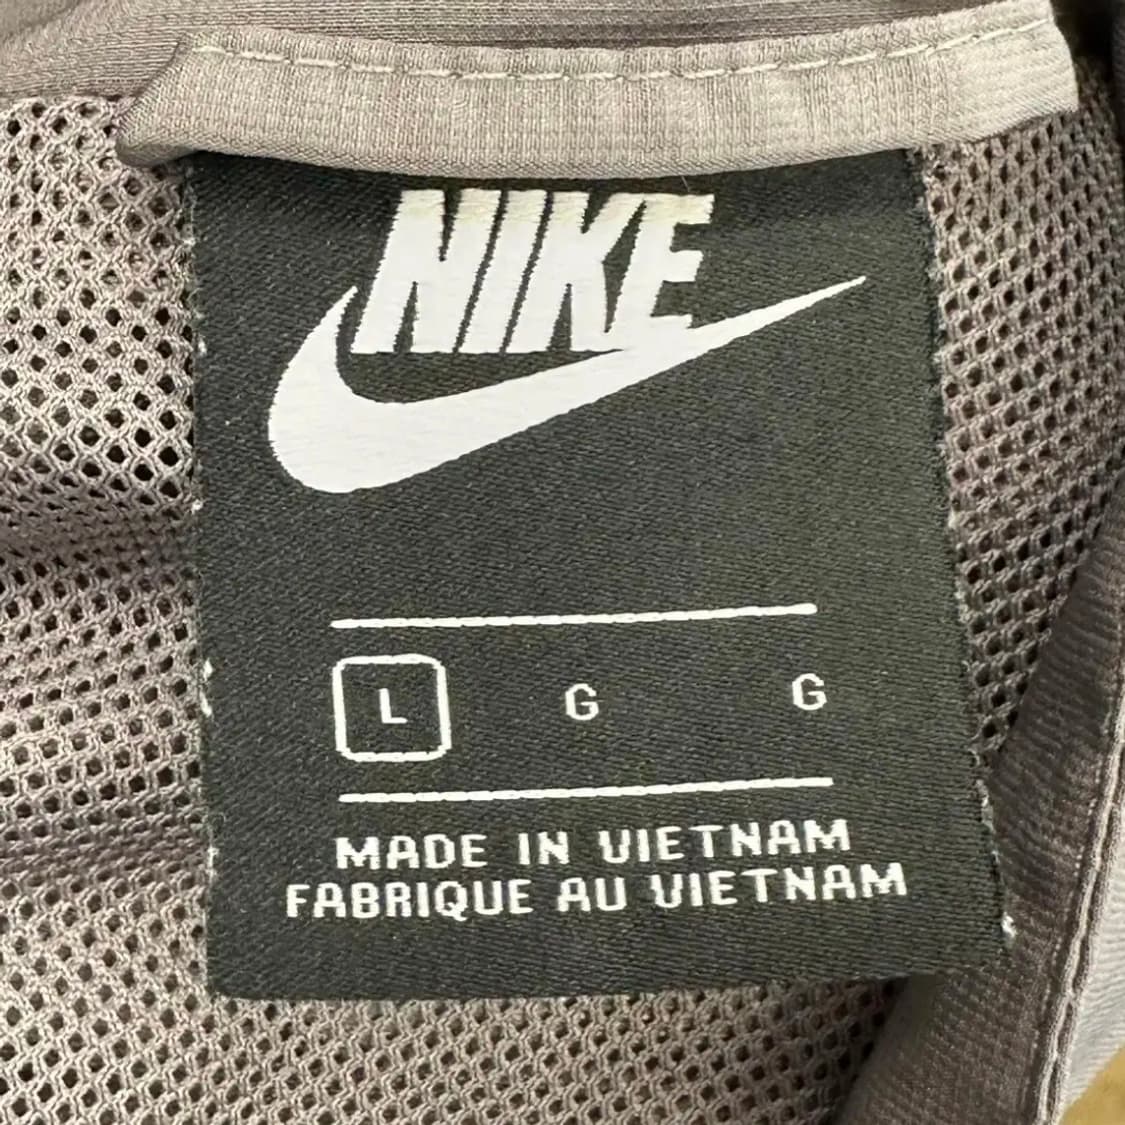 NIKE
L G G
MADE IN VIETNAM
FABRIQUE AU VIETNAM